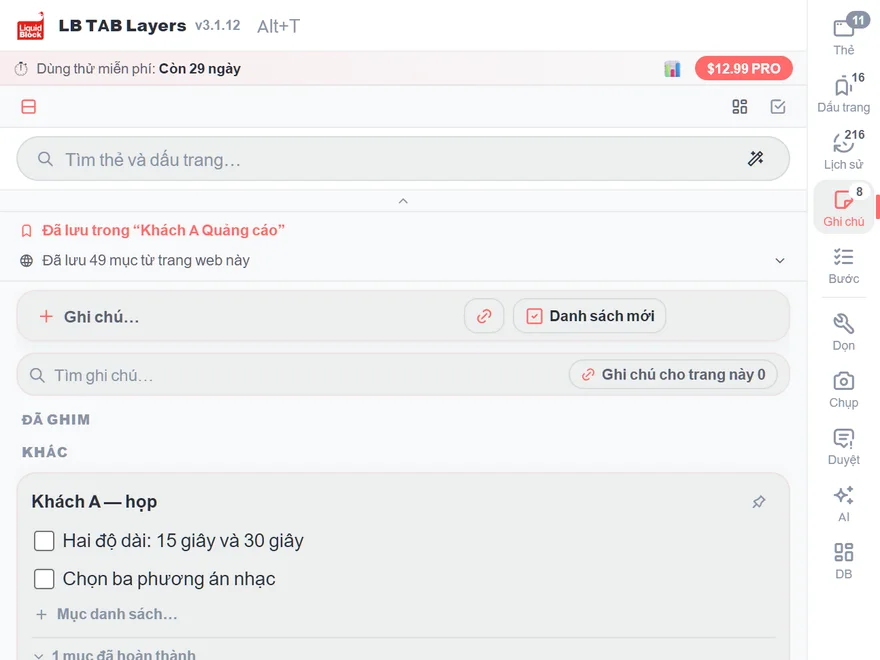 Liquid Block
LB TAB Layers v3.1.12 Alt+T
Dùng thử miễn phí: Còn 29 ngày
$12.99 PRO
Tìm thẻ và dấu trang…
Đã lưu trong “Khách A Quảng cáo”
Đã lưu 49 mục từ trang web này
Ghi chú…
Danh sách mới
Tìm ghi chú…
Ghi chú cho trang này 0
ĐÃ GHIM
KHÁC
Khách A — họp
Hai độ dài: 15 giây và 30 giây
Chọn ba phương án nhạc
Mục danh sách…
1 mục đã hoàn thành
11
Thẻ
16
Dấu trang
216
Lịch sử
8
Ghi chú
Bước
Dọn
Chụp
Duyệt
AI
DB